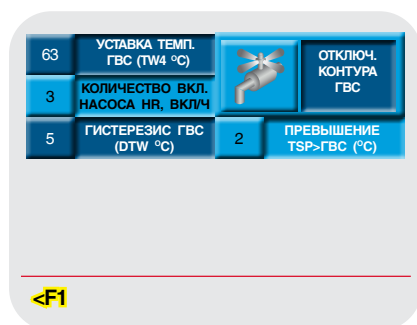 63
УСТАВКА ТЕМП.
ГВС (TW4 °C)
ОТКЛЮЧ.
КОНТУРА
ГВС
3
КОЛИЧЕСТВО ВКЛ.
НАСОСА HR, ВКЛ/Ч
5
ГИСТЕРЕЗИС ГВС
(DTW °C)
2
ПРЕВЫШЕНИЕ
TSP>ГВС (°C)
<F1